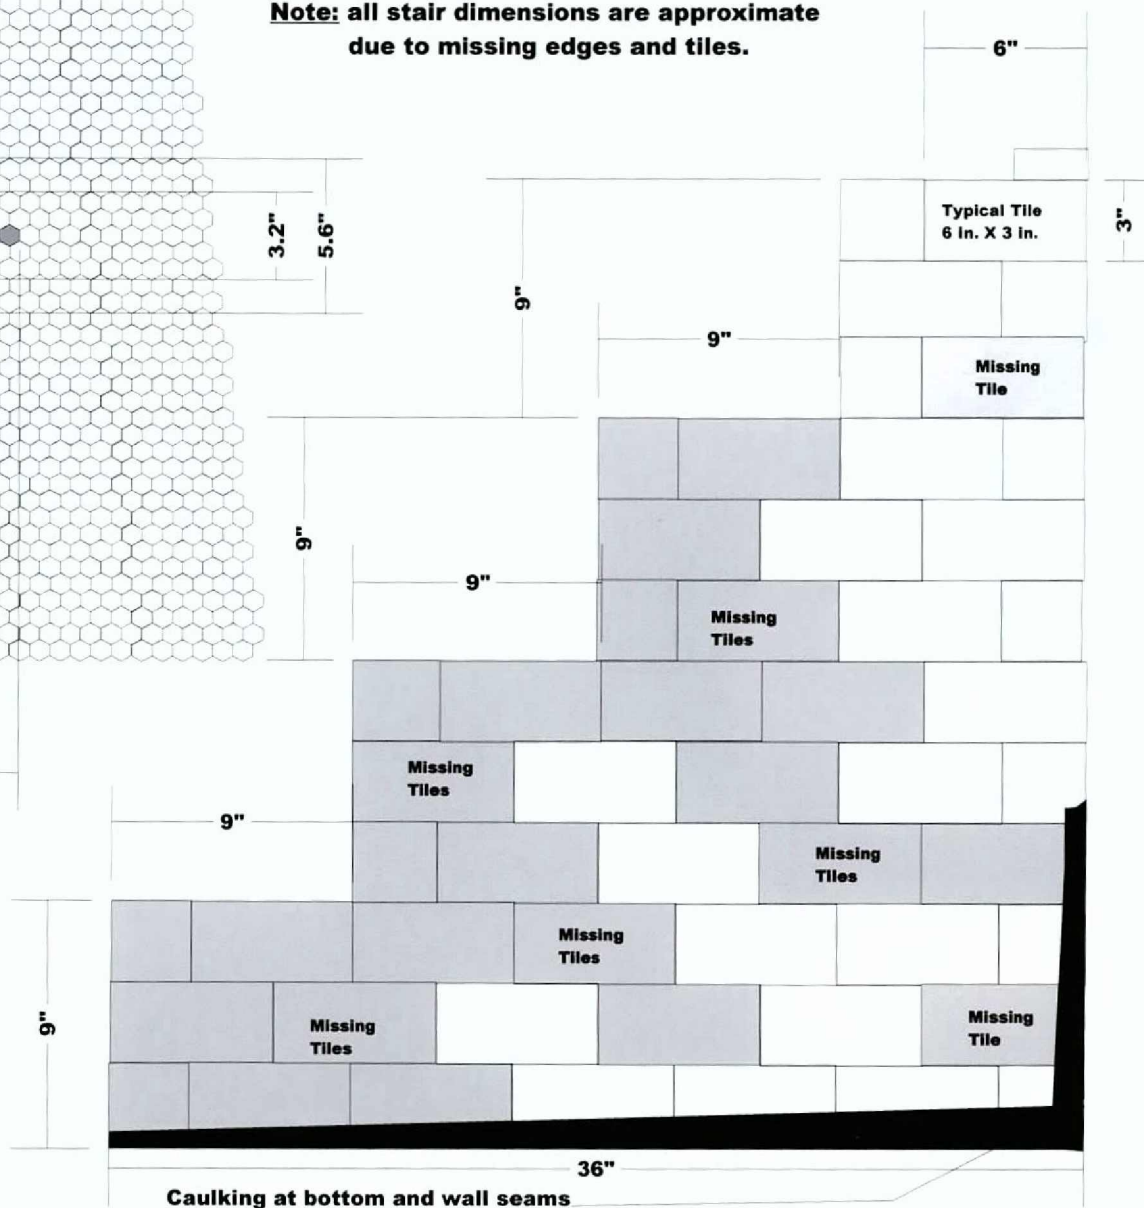 Note: all stair dimensions are approximate
due to missing edges and tiles.
6"
Typical Tile
6 in. X 3 in.
3"
3.2"
5.6"
9"
9"
Missing
Tile
9"
9"
Missing
Tiles
Missing
Tiles
9"
Missing
Tiles
Missing
Tiles
9"
Missing
Tiles
Missing
Tile
36"
Caulking at bottom and wall seams